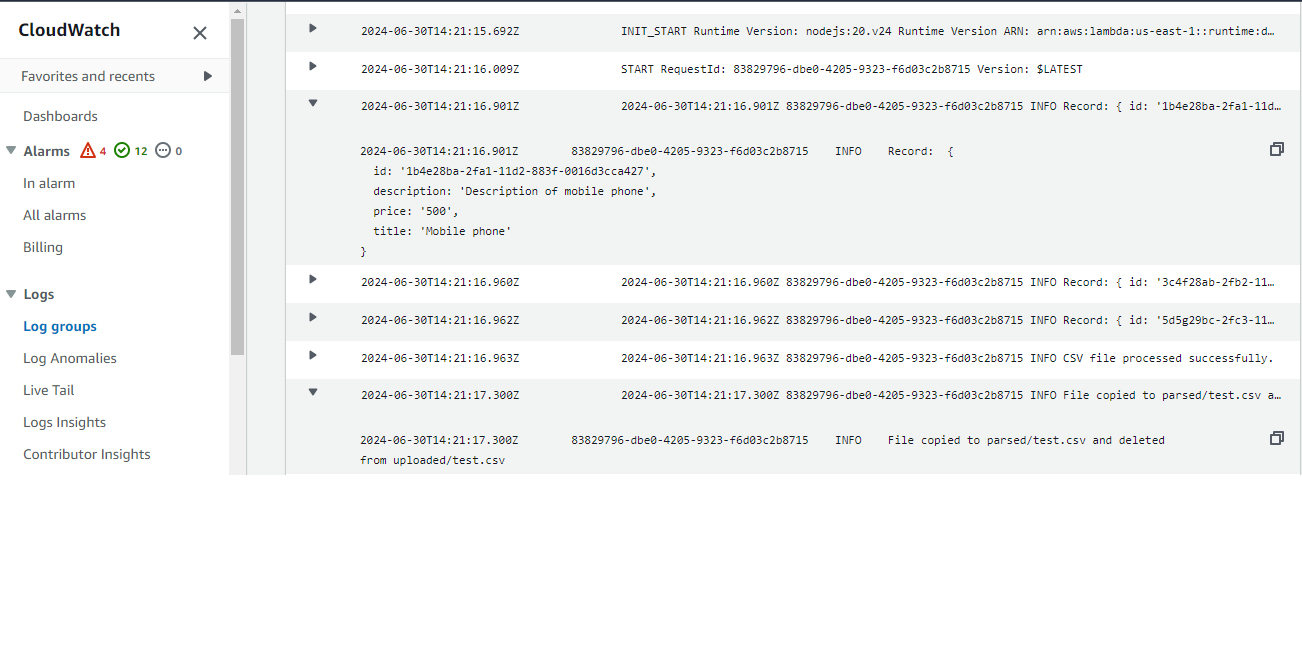 CloudWatch
Favorites and recents
Dashboards
Alarms 4 12 0
In alarm
All alarms
Billing
Logs
Log groups
Log Anomalies
Live Tail
Logs Insights
Contributor Insights
2024-06-30T14:21:15.692Z INIT_START Runtime Version: nodejs:20.v24 Runtime Version ARN: arn:aws:lambda:us-east-1::runtime:d…
2024-06-30T14:21:16.009Z START RequestId: 83829796-dbe0-4205-9323-f6d03c2b8715 Version: $LATEST
2024-06-30T14:21:16.901Z 2024-06-30T14:21:16.901Z 83829796-dbe0-4205-9323-f6d03c2b8715 INFO Record: { id: '1b4e28ba-2fa1-11d…
2024-06-30T14:21:16.901Z 83829796-dbe0-4205-9323-f6d03c2b8715 INFO Record: {
id: '1b4e28ba-2fa1-11d2-883f-0016d3cca427',
description: 'Description of mobile phone',
price: '500',
title: 'Mobile phone'
}
2024-06-30T14:21:16.960Z 2024-06-30T14:21:16.960Z 83829796-dbe0-4205-9323-f6d03c2b8715 INFO Record: { id: '3c4f28ab-2fb2-11…
2024-06-30T14:21:16.962Z 2024-06-30T14:21:16.962Z 83829796-dbe0-4205-9323-f6d03c2b8715 INFO Record: { id: '5d5g29bc-2fc3-11…
2024-06-30T14:21:16.963Z 2024-06-30T14:21:16.963Z 83829796-dbe0-4205-9323-f6d03c2b8715 INFO CSV file processed successfully.
2024-06-30T14:21:17.300Z 2024-06-30T14:21:17.300Z 83829796-dbe0-4205-9323-f6d03c2b8715 INFO File copied to parsed/test.csv a…
2024-06-30T14:21:17.300Z 83829796-dbe0-4205-9323-f6d03c2b8715 INFO File copied to parsed/test.csv and deleted
from uploaded/test.csv